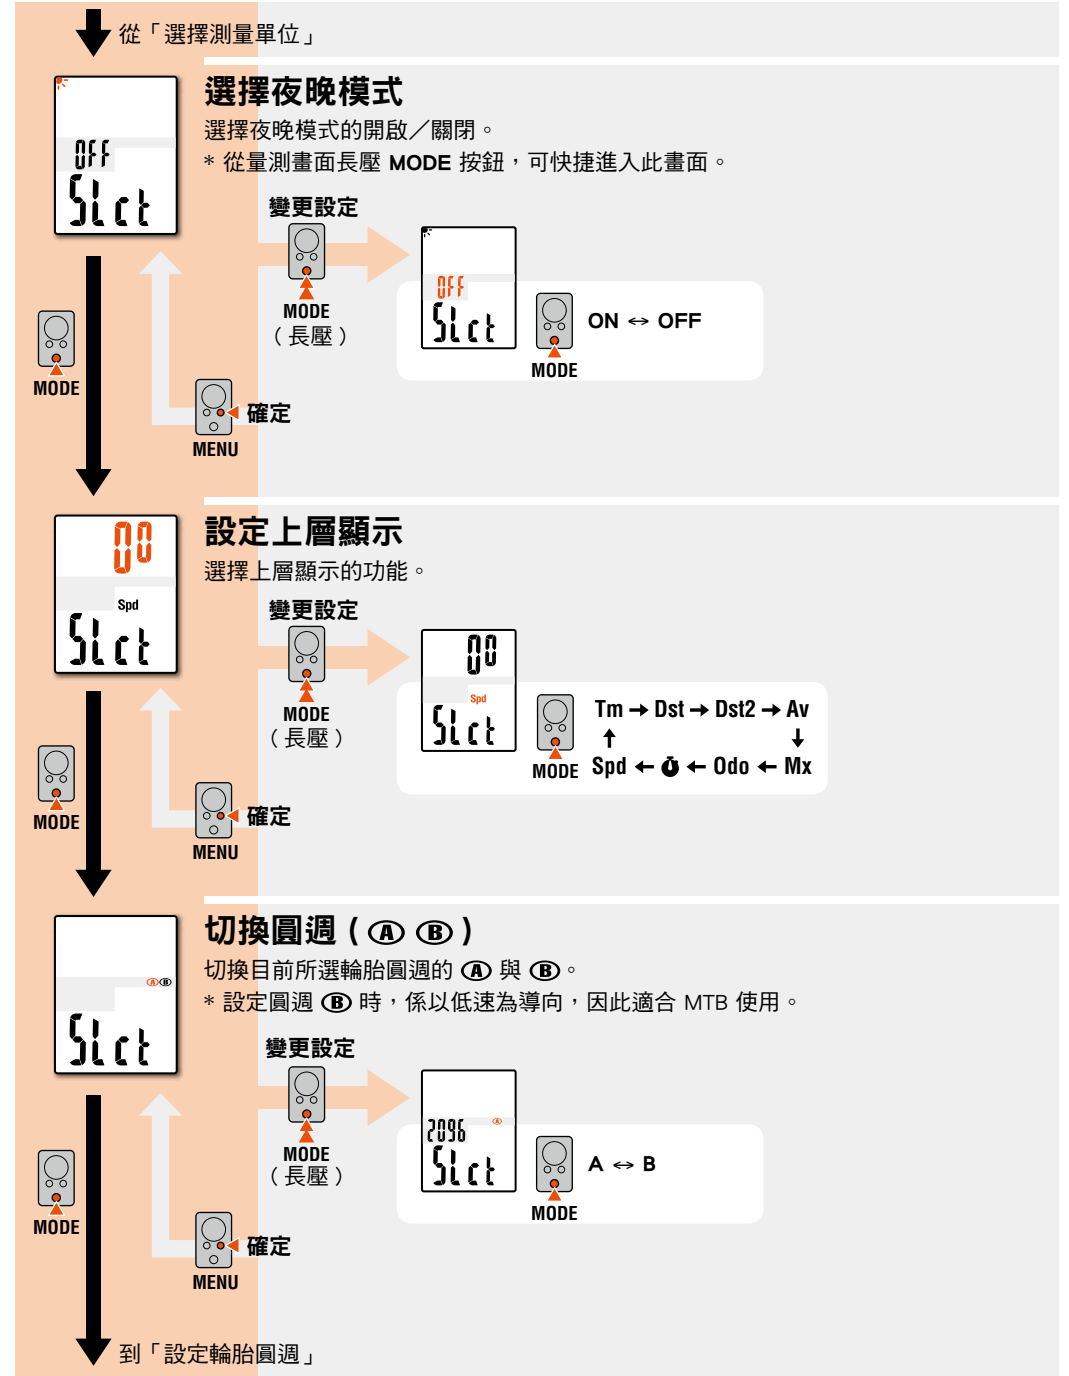 從「選擇測量單位」
選擇夜晚模式
選擇夜晚模式的開啟／關閉。
* 從量測畫面長壓 MODE 按鈕，可快捷進入此畫面。
OFF
Slct
變更設定
MODE
（長壓）
OFF
Slct
ON ↔ OFF
MODE
MODE
確定
MENU
設定上層顯示
選擇上層顯示的功能。
00
Spd
Slct
變更設定
MODE
（長壓）
00
Spd
Slct
Tm → Dst → Dst2 → Av
↑ ↓
Spd ← ⏱ ← Odo ← Mx
MODE
MODE
確定
MENU
切換圓週（Ⓐ Ⓑ）
切換目前所選輪胎圓週的 Ⓐ 與 Ⓑ。
* 設定圓週 Ⓑ 時，係以低速為導向，因此適合 MTB 使用。
ⒶⒷ
Slct
變更設定
MODE
（長壓）
2096 Ⓐ
Slct
A ↔ B
MODE
MODE
確定
MENU
到「設定輪胎圓週」